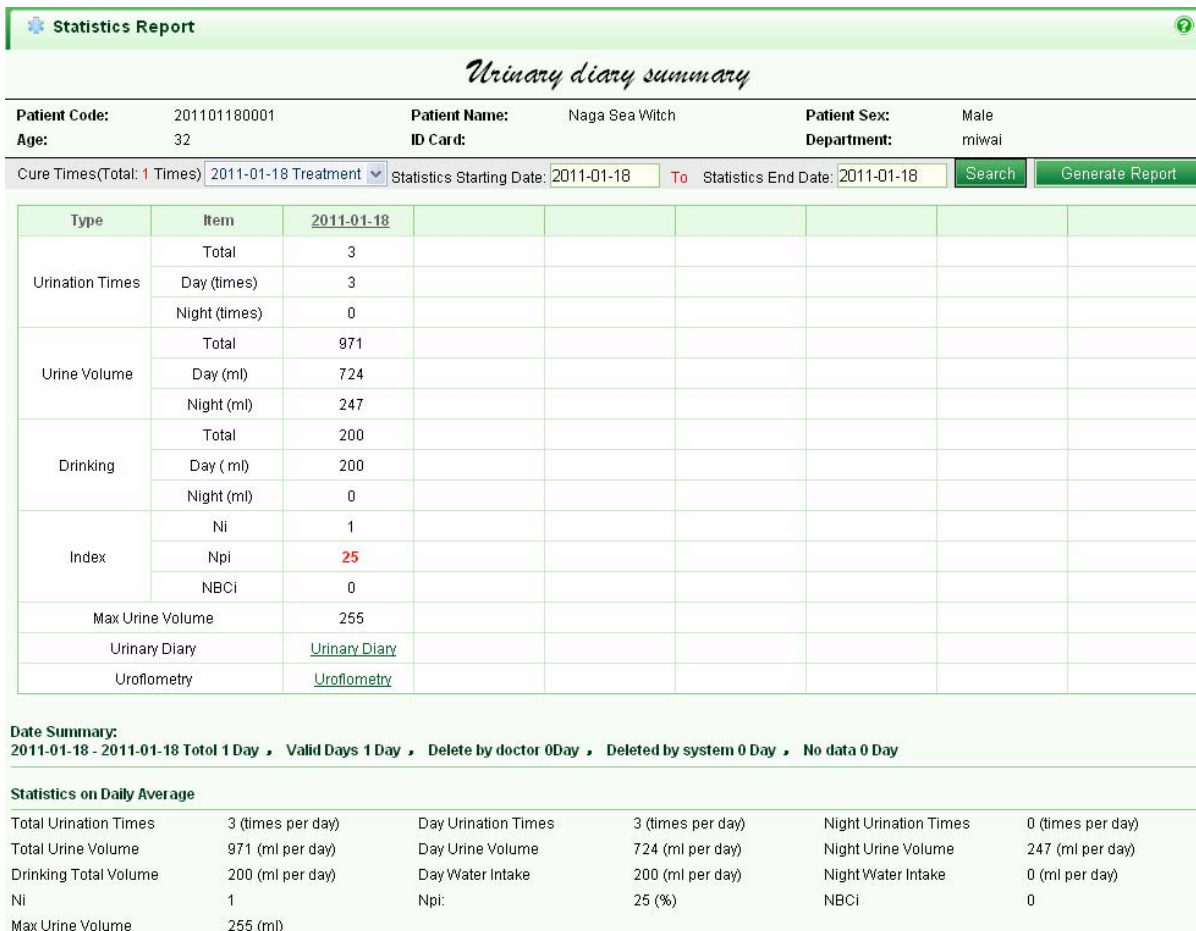 Statistics Report
Urinary diary summary
Patient Code: 201101180001 Patient Name: Naga Sea Witch Patient Sex: Male
Age: 32 ID Card: Department: miwai
Cure Times(Total: 1 Times) 2011-01-18 Treatment Statistics Starting Date: 2011-01-18 To Statistics End Date: 2011-01-18 Search Generate Report
Type Item 2011-01-18
Urination Times
Total 3
Day (times) 3
Night (times) 0
Urine Volume
Total 971
Day (ml) 724
Night (ml) 247
Drinking
Total 200
Day ( ml) 200
Night (ml) 0
Index
Ni 1
Npi 25
NBCi 0
Max Urine Volume 255
Urinary Diary Urinary Diary
Uroflometry Uroflometry
Date Summary:
2011-01-18 - 2011-01-18 Totol 1 Day , Valid Days 1 Day , Delete by doctor 0Day , Deleted by system 0 Day , No data 0 Day
Statistics on Daily Average
Total Urination Times 3 (times per day) Day Urination Times 3 (times per day) Night Urination Times 0 (times per day)
Total Urine Volume 971 (ml per day) Day Urine Volume 724 (ml per day) Night Urine Volume 247 (ml per day)
Drinking Total Volume 200 (ml per day) Day Water Intake 200 (ml per day) Night Water Intake 0 (ml per day)
Ni 1 Npi: 25 (%) NBCi 0
Max Urine Volume 255 (ml)